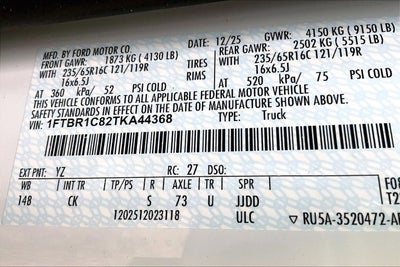 MFD. BY FORD MOTOR CO.
DATE: 12/25 GVWR: 4150 KG ( 9150 LB)
FRONT GAWR: 1873 KG ( 4130 LB) REAR GAWR: 2502 KG ( 5515 LB)
WITH 235/65R16C 121/119R TIRES WITH 235/65R16C 121/119R
16x6.5J RIMS 16x6.5J
AT 360 kPa/ 52 PSI COLD AT 520 kPa/ 75 PSI COLD
THIS VEHICLE CONFORMS TO ALL APPLICABLE FEDERAL MOTOR VEHICLE
SAFETY STANDARDS IN EFFECT ON THE DATE OF MANUFACTURE SHOWN ABOVE.
VIN: 1FTBR1C82TKA44368 TYPE: Truck
EXT PNT: YZ RC: 27 DSO:
WB INT TR S AXLE TR SPR
148 CK S 73 U JJDD
1202512023118 ULC
RU5A-3520472-A